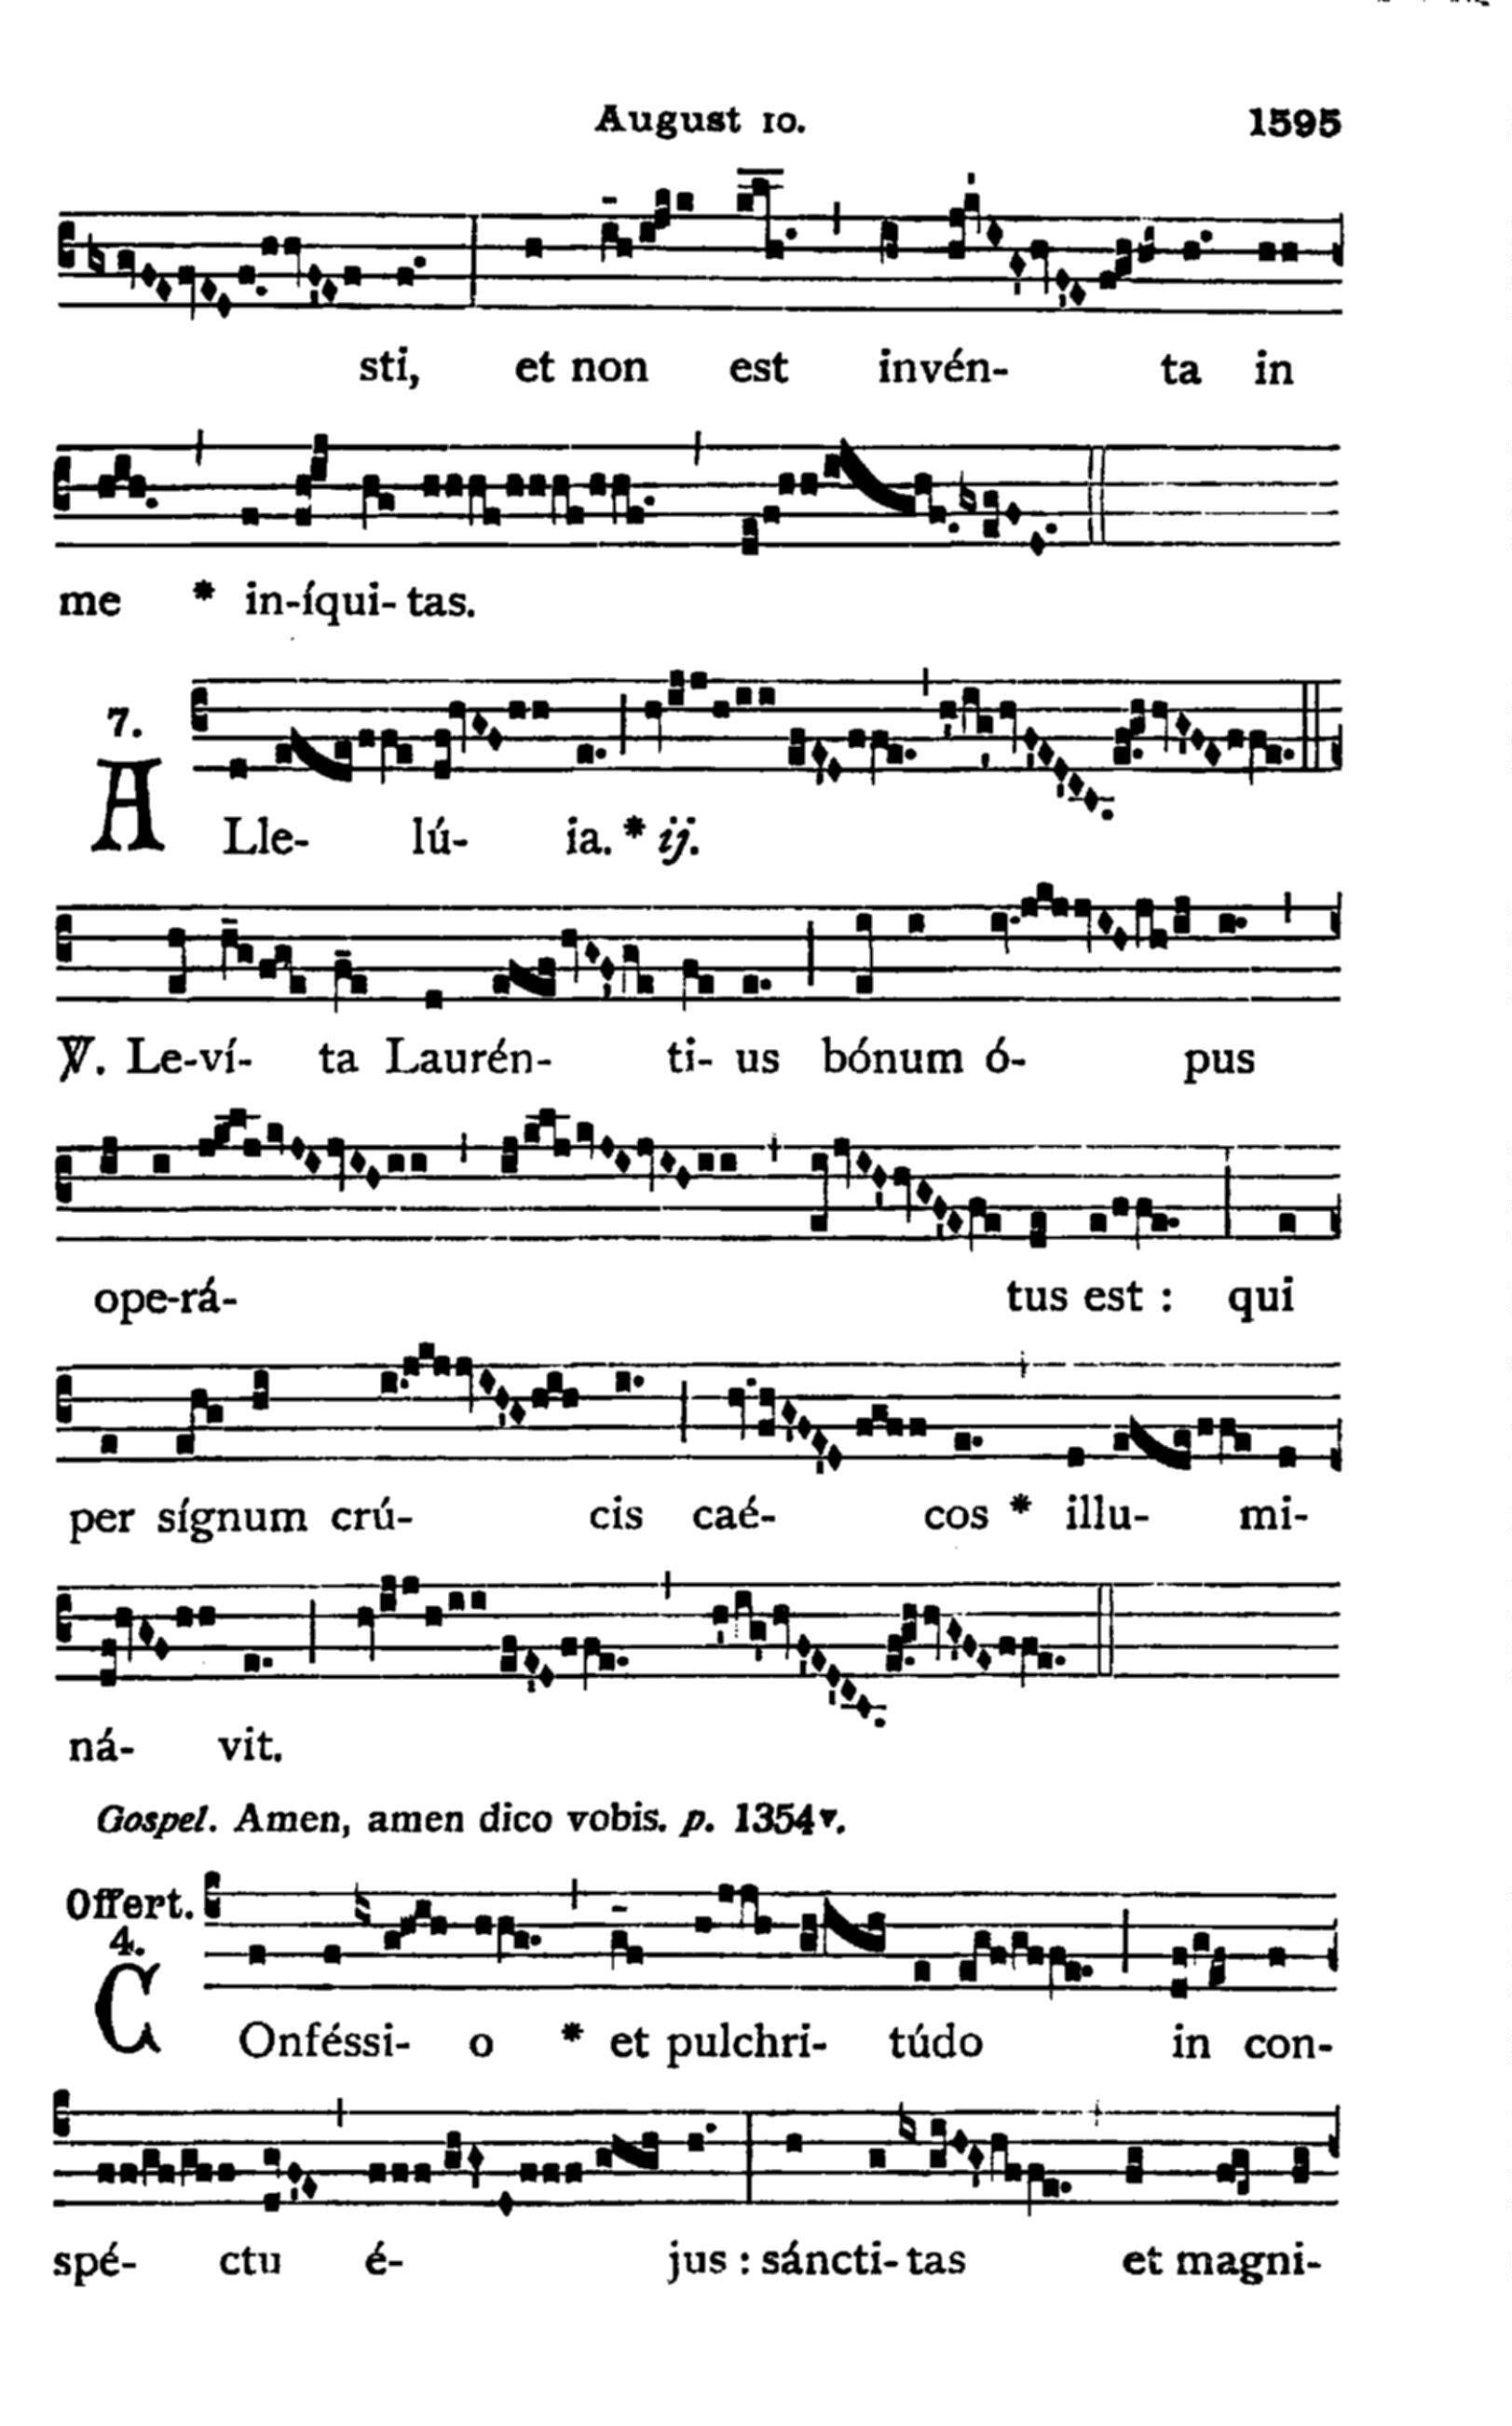 August 10. 1595
sti, et non est invén- ta in
me * in-íqui- tas.
7.
ALle- lú- ia. * ij.
℣. Le-ví- ta Laurén- ti- us bónum ó- pus
ope-rá- tus est : qui
per sígnum crú- cis caé- cos * illu- mi-
ná- vit.
Gospel. Amen, amen dico vobis. p. 1354v.
Offert.
4.
COnféssi- o * et pulchri- túdo in con-
spé- ctu é- jus : sáncti- tas et magni-